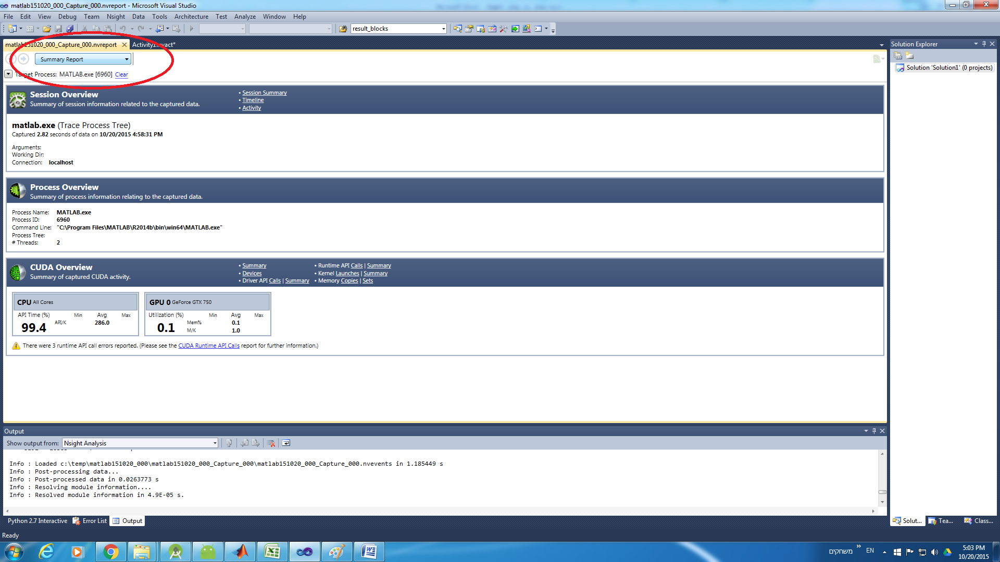 matlab151020_000_Capture_000.nvreport - Microsoft Visual Studio
File Edit View Debug Team Nsight Data Tools Architecture Test Analyze Window Help
result_blocks
matlab151020_000_Capture_000.nvreport Activity1.nvact*
Summary Report
Target Process: MATLAB.exe [6960] Clear
Session Overview
Summary of session information related to the captured data.
• Session Summary
• Timeline
• Activity
matlab.exe (Trace Process Tree)
Captured 2.82 seconds of data on 10/20/2015 4:58:31 PM
Arguments:
Working Dir:
Connection: localhost
Process Overview
Summary of process information relating to the captured data.
Process Name: MATLAB.exe
Process ID: 6960
Command Line: "C:\Program Files\MATLAB\R2014b\bin\win64\MATLAB.exe"
Process Tree:
# Threads: 2
CUDA Overview
Summary of captured CUDA activity.
• Summary
• Devices
• Driver API Calls | Summary
• Runtime API Calls | Summary
• Kernel Launches | Summary
• Memory Copies | Sets
CPU All Cores
API Time (%) Min Avg Max
99.4 API/K 286.0
GPU 0 GeForce GTX 750
Utilization (%) Min Avg Max
0.1 Mem% 0.1
M/K 1.0
There were 3 runtime API call errors reported. (Please see the CUDA Runtime API Calls report for further information.)
Output
Show output from: Nsight Analysis
Info : Loaded c:\temp\matlab151020_000\matlab151020_000_Capture_000\matlab151020_000_Capture_000.nvevents in 1.185449 s
Info : Post-processing data...
Info : Post-processed data in 0.0263773 s
Info : Resolving module information....
Info : Resolved module information in 4.9E-05 s.
Python 2.7 Interactive Error List Output
Solution Explorer
Solution 'Solution1' (0 projects)
Solut... Tea... Class...
Ready
משחקים » EN
5:03 PM
10/20/2015